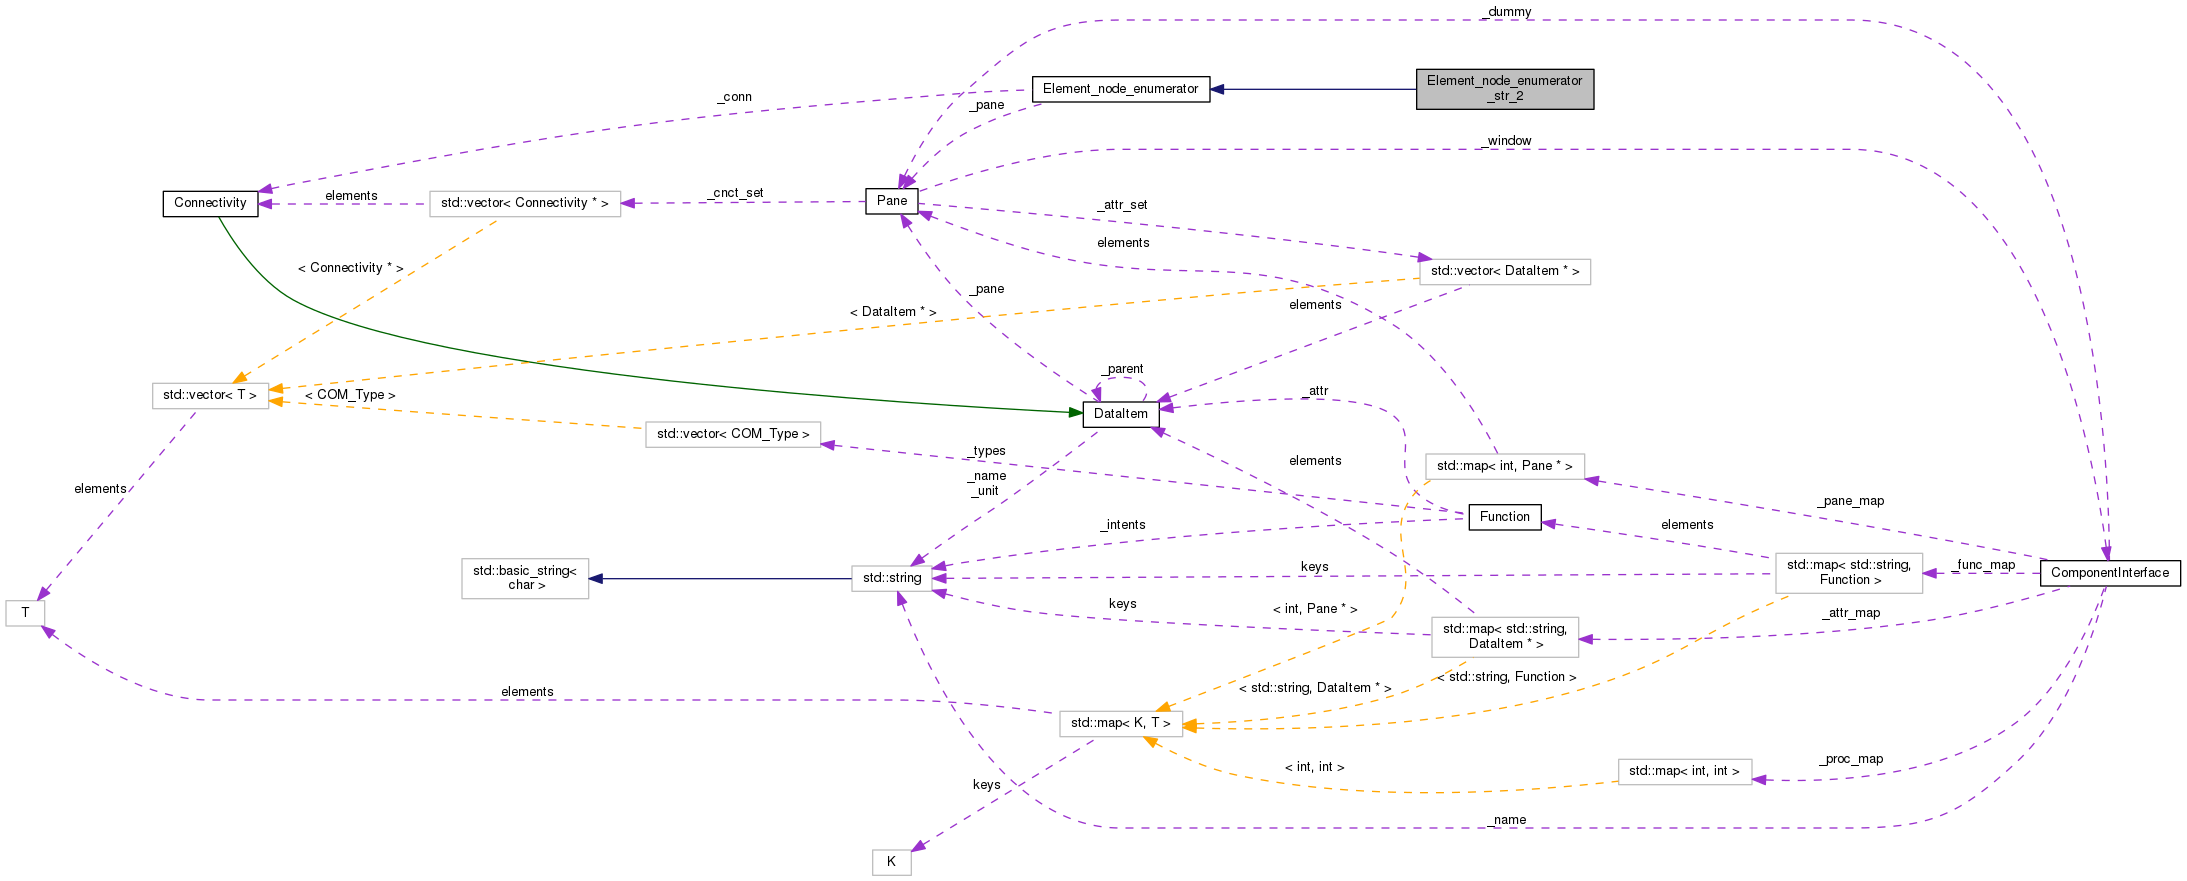 _dummy
Element_node_enumerator
_str_2
Element_node_enumerator
_conn
_pane
_window
Connectivity
elements
std::vector< Connectivity * >
_cnct_set
Pane
_attr_set
elements
< Connectivity * >
std::vector< DataItem * >
_pane
elements
< DataItem * >
_parent
std::vector< T >
< COM_Type >
_attr
DataItem
std::vector< COM_Type >
_types
elements
std::map< int, Pane * >
_name
_unit
elements
_pane_map
Function
_intents
elements
std::basic_string<
char >
std::string
keys
std::map< std::string,
Function >
_func_map
ComponentInterface
T
keys
< int, Pane * >
_attr_map
std::map< std::string,
DataItem * >
elements
< std::string, DataItem * >
< std::string, Function >
std::map< K, T >
_proc_map
< int, int >
std::map< int, int >
keys
_name
K